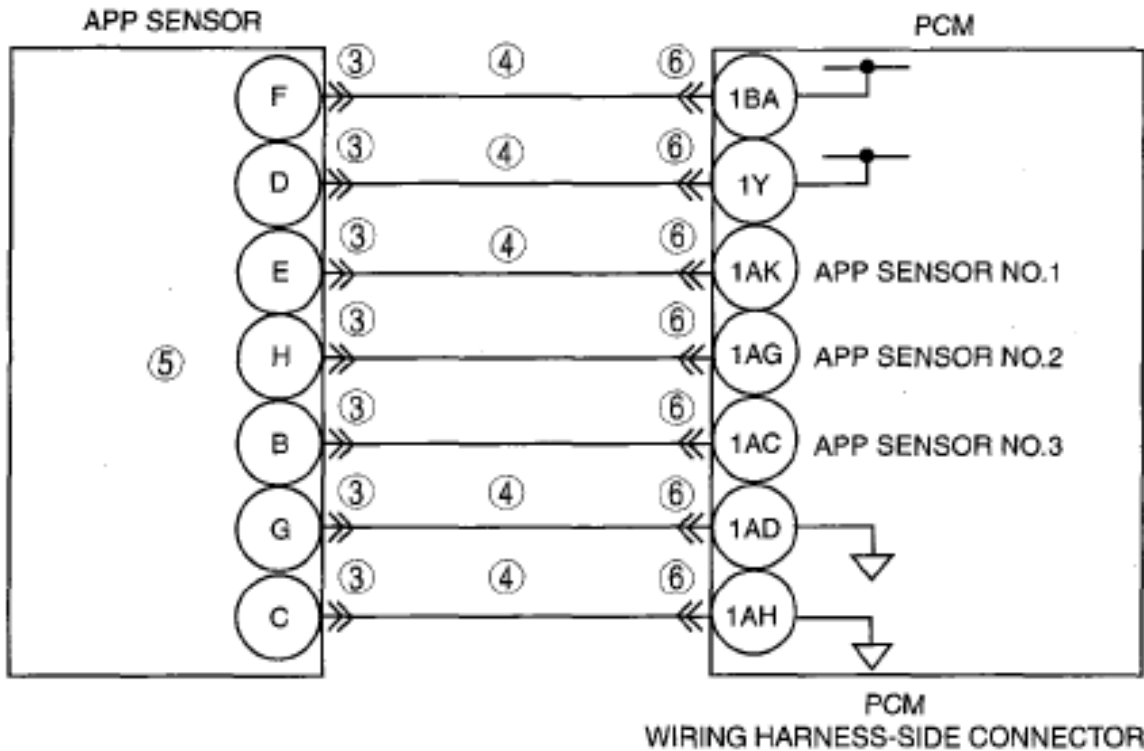 APP SENSOR PCM
③ ④ ⑥
F 1BA
③ ④ ⑥
D 1Y
③ ④ ⑥
E 1AK APP SENSOR NO.1
③ ⑥
⑤ H 1AG APP SENSOR NO.2
③ ⑥
B 1AC APP SENSOR NO.3
③ ④ ⑥
G 1AD
③ ④ ⑥
C 1AH
PCM
WIRING HARNESS-SIDE CONNECTOR